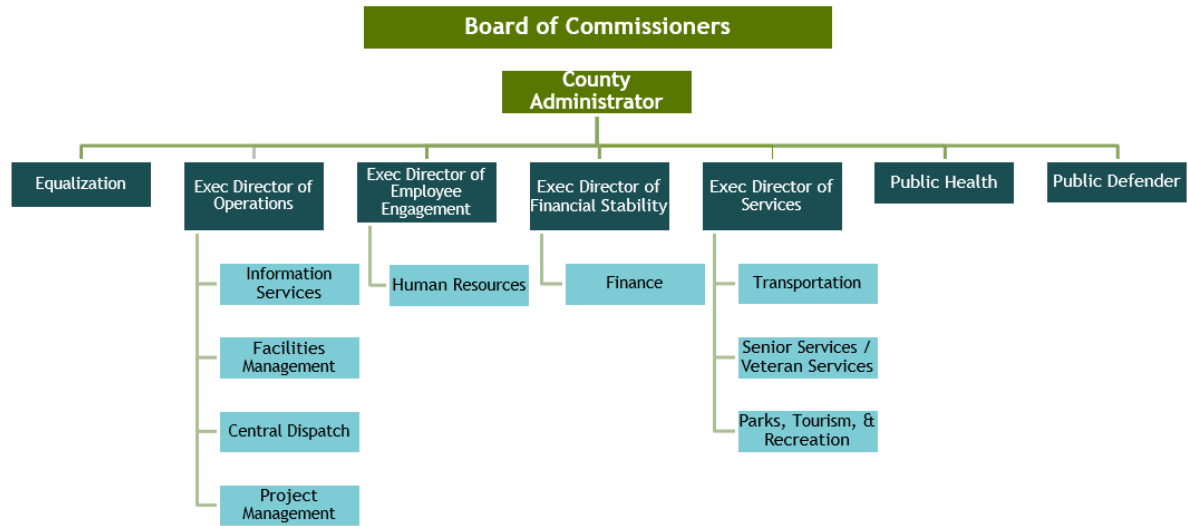 Board of Commissioners
County
Administrator
Equalization
Exec Director of
Operations
Exec Director of
Employee
Engagement
Exec Director of
Financial Stability
Exec Director of
Services
Public Health
Public Defender
Information
Services
Human Resources
Finance
Transportation
Facilities
Management
Senior Services /
Veteran Services
Central Dispatch
Parks, Tourism, &
Recreation
Project
Management